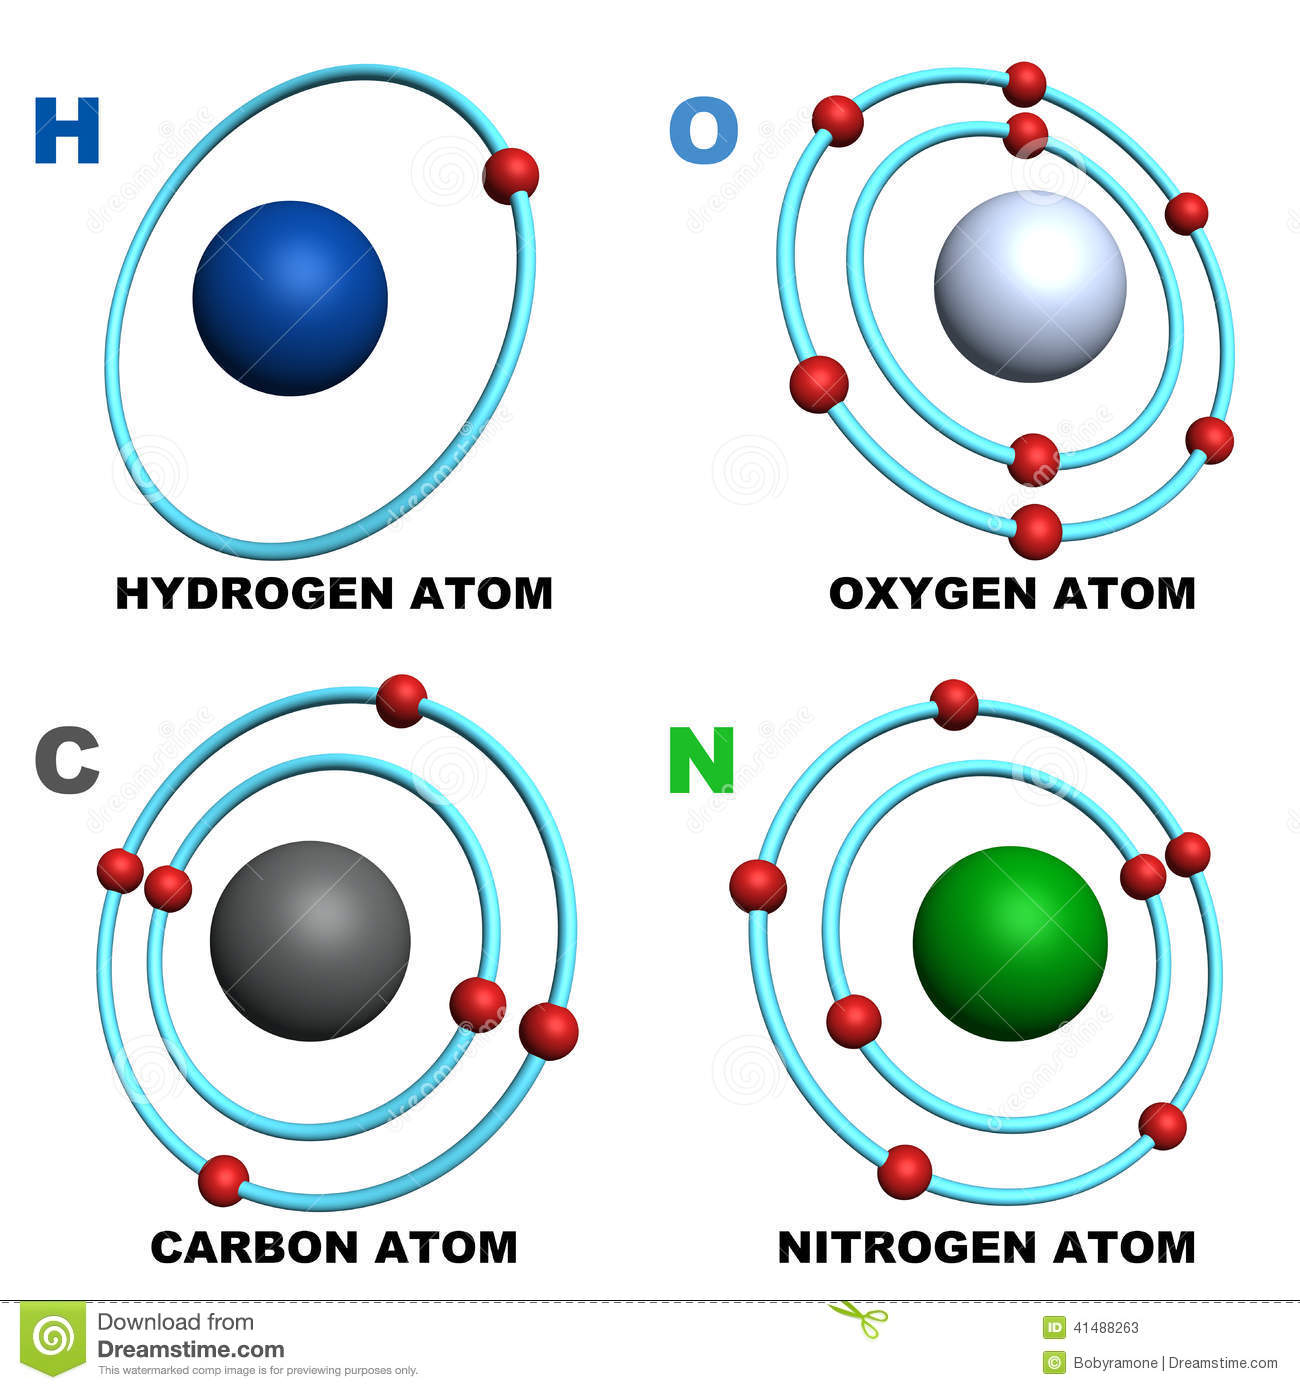 H
O
HYDROGEN ATOM
OXYGEN ATOM
C
N
CARBON ATOM
NITROGEN ATOM
Download from
Dreamstime.com
This watermarked comp image is for previewing purposes only.
ID 41488263
© Bobyramone | Dreamstime.com
dreamstime